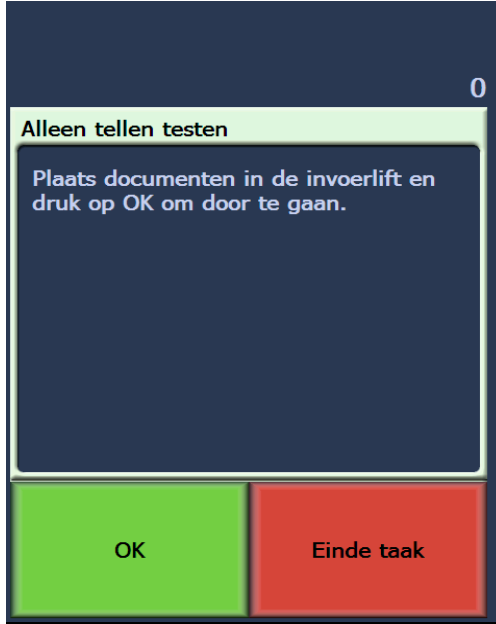 0
Alleen tellen testen
Plaats documenten in de invoerlift en
druk op OK om door te gaan.
OK
Einde taak